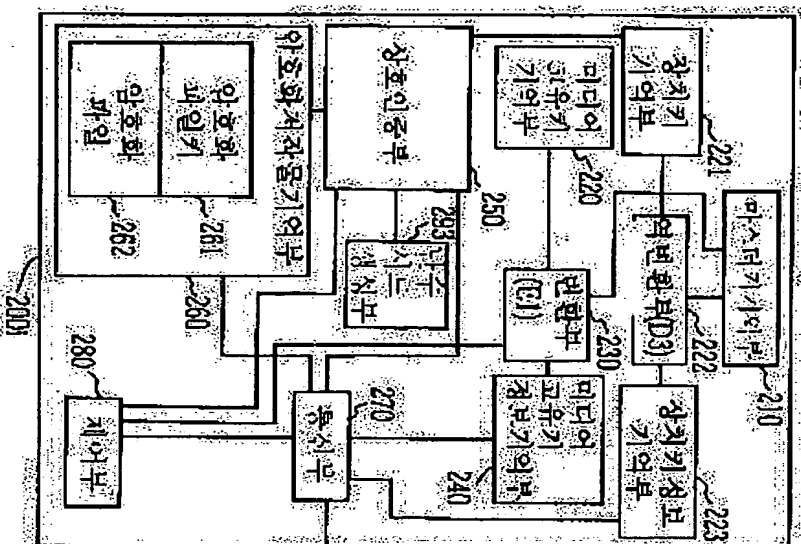 마스터키기억부
210
장치키
기억부
221
역변환부(D3)
222
장치키정보
기억부
223
미디어
고유키
기억부
220
변환부
(E1)
230
미디어
고유키
정보기억부
240
상호인증부
250
난수
시드
생성부
293
통신부
270
암호화저작물기억부
260
암호화
파일키
261
암호화
파일
262
제어부
280